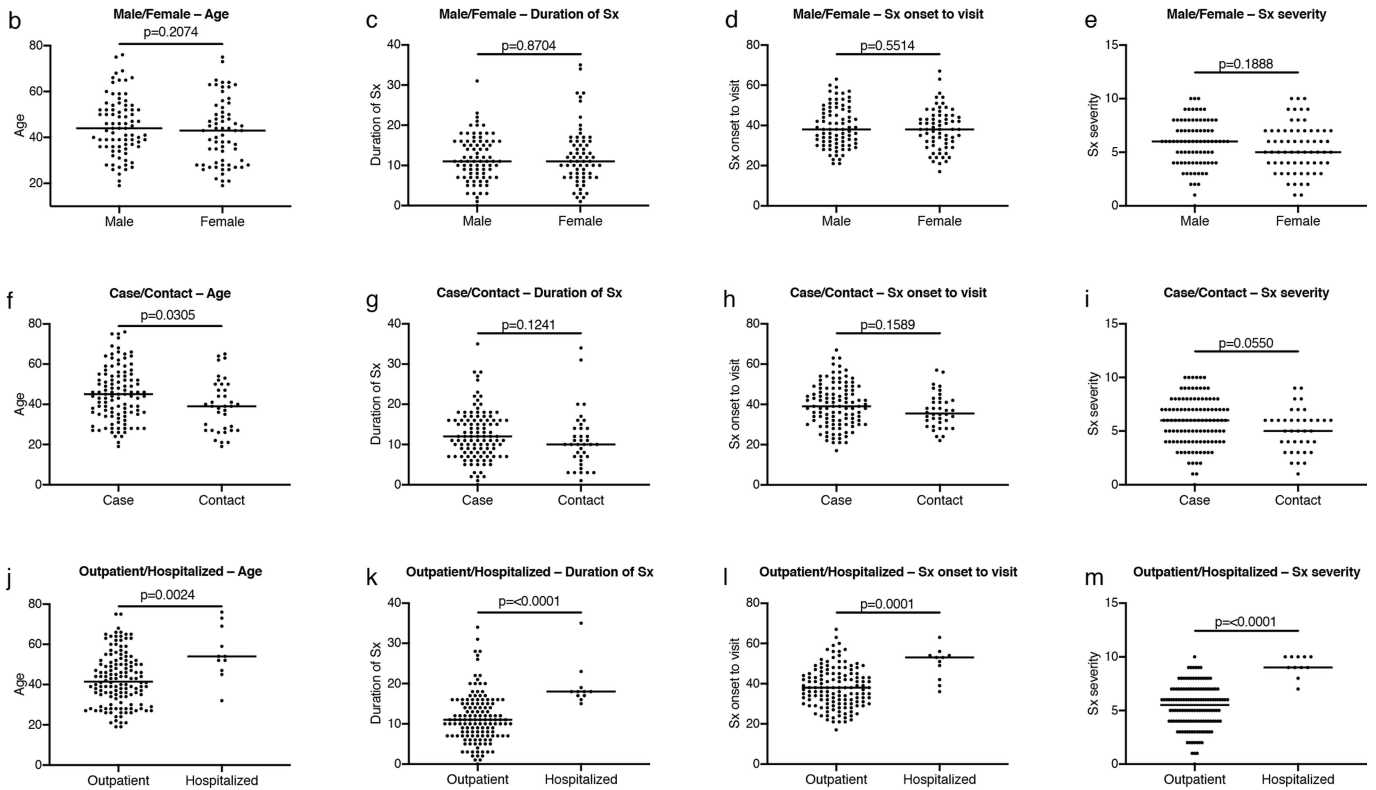 b
Male/Female – Age
p=0.2074
80
60
40
20
Age
Male
Female
c
Male/Female – Duration of Sx
p=0.8704
40
30
20
10
0
Duration of Sx
Male
Female
d
Male/Female – Sx onset to visit
p=0.5514
80
60
40
20
0
Sx onset to visit
Male
Female
e
Male/Female – Sx severity
p=0.1888
15
10
5
0
Sx severity
Male
Female
f
Case/Contact – Age
p=0.0305
80
60
40
20
0
Age
Case
Contact
g
Case/Contact – Duration of Sx
p=0.1241
40
30
20
10
0
Duration of Sx
Case
Contact
h
Case/Contact – Sx onset to visit
p=0.1589
80
60
40
20
0
Sx onset to visit
Case
Contact
i
Case/Contact – Sx severity
p=0.0550
15
10
5
0
Sx severity
Case
Contact
j
Outpatient/Hospitalized – Age
p=0.0024
80
60
40
20
0
Age
Outpatient
Hospitalized
k
Outpatient/Hospitalized – Duration of Sx
p=<0.0001
40
30
20
10
0
Duration of Sx
Outpatient
Hospitalized
l
Outpatient/Hospitalized – Sx onset to visit
p=0.0001
80
60
40
20
0
Sx onset to visit
Outpatient
Hospitalized
m
Outpatient/Hospitalized – Sx severity
p=<0.0001
15
10
5
0
Sx severity
Outpatient
Hospitalized